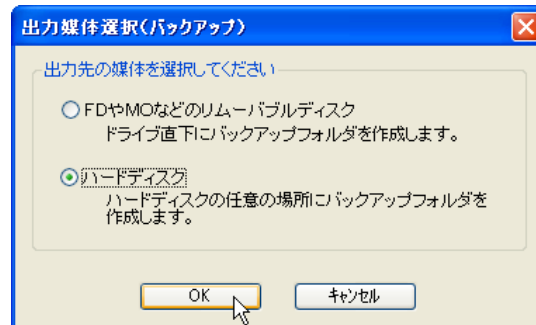 出力媒体選択(バックアップ)
出力先の媒体を選択してください
FDやMOなどのリムーバブルディスク
ドライブ直下にバックアップフォルダを作成します。
ハードディスク
ハードディスクの任意の場所にバックアップフォルダを
作成します。
OK
キャンセル